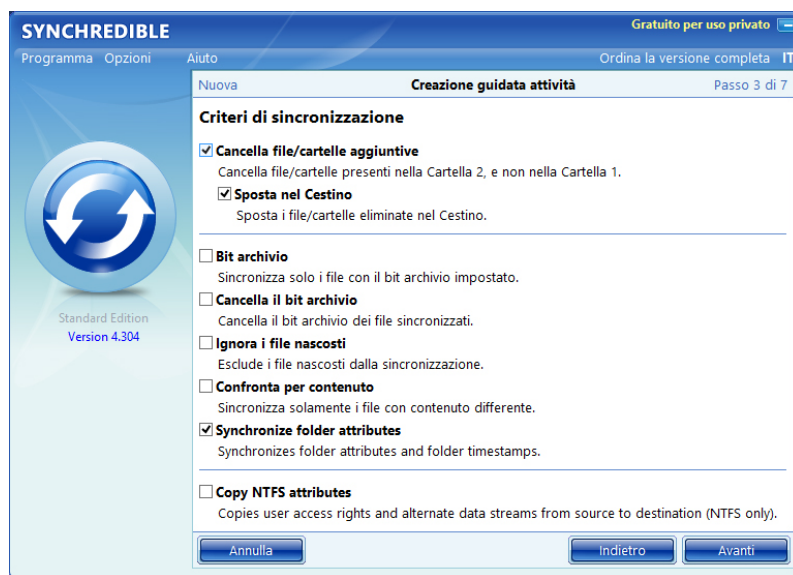 SYNCHREDIBLE
Gratuito per uso privato
Programma Opzioni Aiuto Ordina la versione completa IT
Nuova Creazione guidata attività Passo 3 di 7
Criteri di sincronizzazione
Cancella file/cartelle aggiuntive
Cancella file/cartelle presenti nella Cartella 2, e non nella Cartella 1.
Sposta nel Cestino
Sposta i file/cartelle eliminate nel Cestino.
Bit archivio
Sincronizza solo i file con il bit archivio impostato.
Cancella il bit archivio
Cancella il bit archivio dei file sincronizzati.
Ignora i file nascosti
Esclude i file nascosti dalla sincronizzazione.
Confronta per contenuto
Sincronizza solamente i file con contenuto differente.
Synchronize folder attributes
Synchronizes folder attributes and folder timestamps.
Copy NTFS attributes
Copies user access rights and alternate data streams from source to destination (NTFS only).
Standard Edition
Version 4.304
Annulla Indietro Avanti